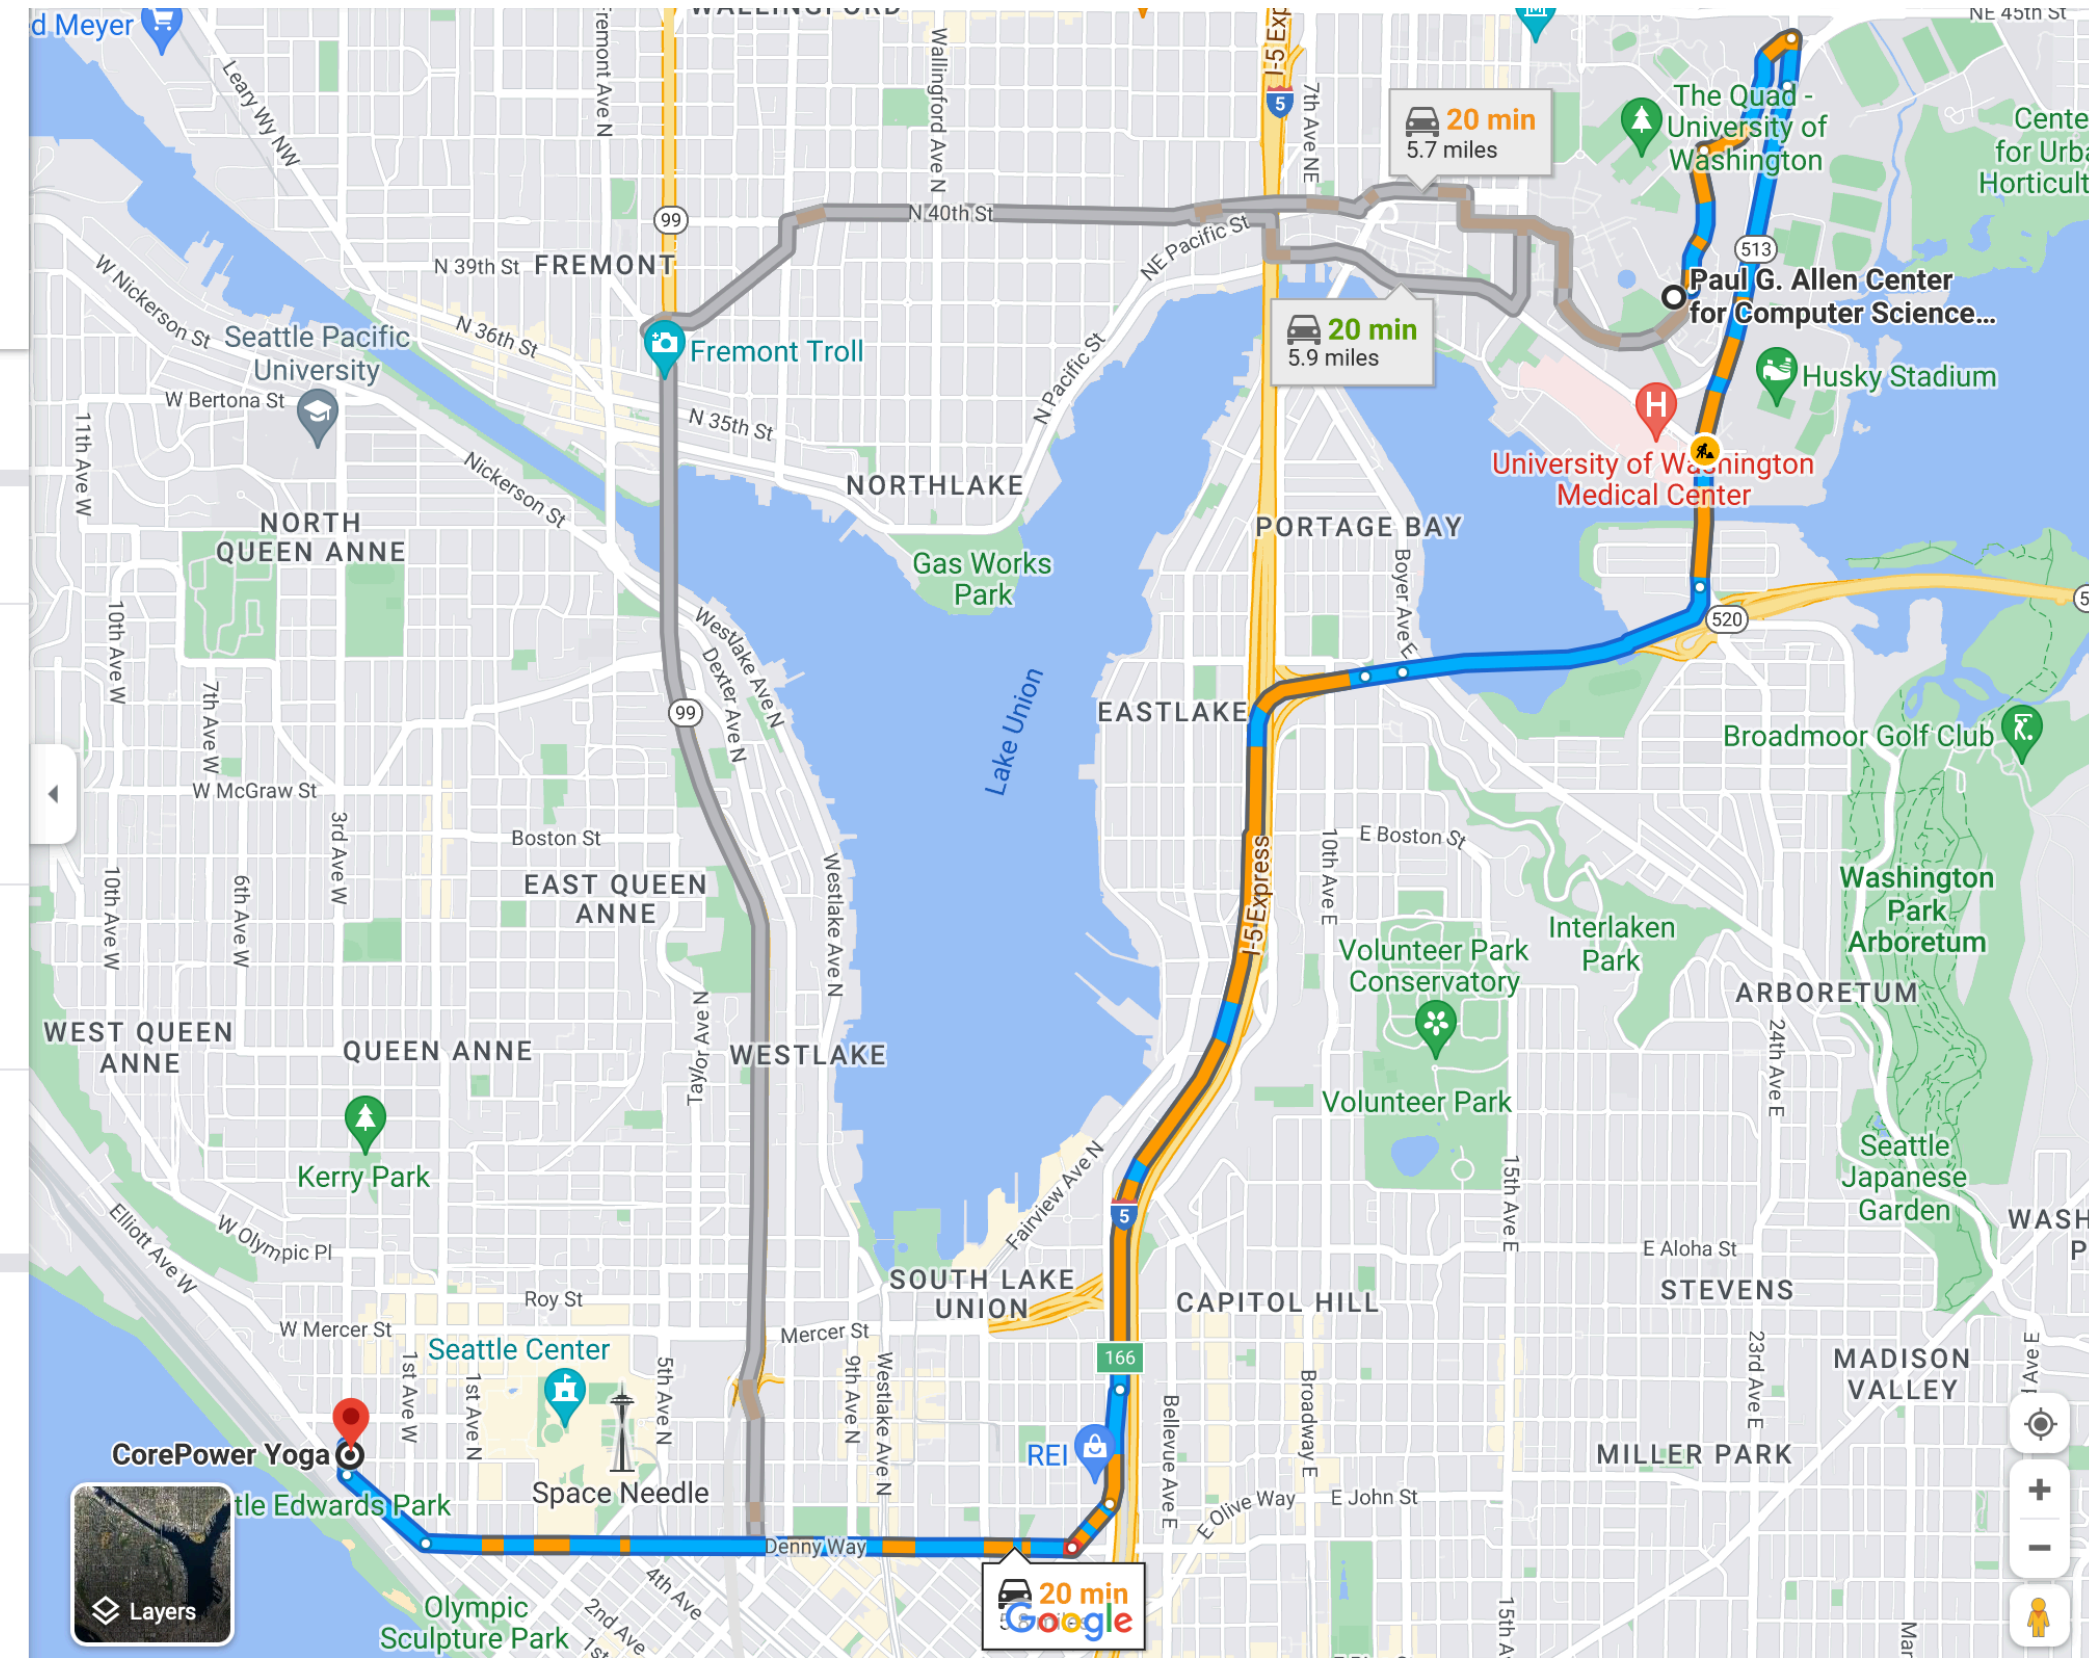 WALLINGFORD
NE 45th St
d Meyer
Leary Wy NW
Fremont Ave N
Wallingford Ave N
I-5 Exp
5
7th Ave NE
20 min
5.7 miles
The Quad -
University of
Washington
Cente
for Urba
Horticult
99
N 40th St
NE Pacific St
513
W Nickerson St
N 39th St
FREMONT
Paul G. Allen Center
for Computer Science...
20 min
5.9 miles
Seattle Pacific
University
N 36th St
Fremont Troll
N Pacific St
Husky Stadium
W Bertona St
11th Ave W
N 35th St
H
University of Washington
Medical Center
Nickerson St
NORTHLAKE
NORTH
QUEEN ANNE
PORTAGE BAY
Gas Works
Park
Boyer Ave E
10th Ave W
Westlake Ave N
Dexter Ave N
520
5
7th Ave W
99
Lake Union
EASTLAKE
Broadmoor Golf Club
W McGraw St
3rd Ave W
Boston St
10th Ave E
E Boston St
I-5 Express
10th Ave W
6th Ave W
EAST QUEEN
ANNE
Westlake Ave N
Washington
Park
Arboretum
Interlaken
Park
Volunteer Park
Conservatory
ARBORETUM
WEST QUEEN
ANNE
QUEEN ANNE
Taylor Ave N
WESTLAKE
24th Ave E
Volunteer Park
Kerry Park
Fairview Ave N
15th Ave E
Seattle
Japanese
Garden
Elliott Ave W
W Olympic Pl
5
WASH
P
E Aloha St
SOUTH LAKE
UNION
CAPITOL HILL
STEVENS
Roy St
W Mercer St
Mercer St
Seattle Center
166
1st Ave W
1st Ave N
5th Ave N
9th Ave N
Westlake Ave N
Bellevue Ave E
Broadway E
23rd Ave E
MADISON
VALLEY
CorePower Yoga
REI
MILLER PARK
Space Needle
tle Edwards Park
E Olive Way
E John St
Denny Way
4th Ave
20 min
Google
Layers
Olympic
Sculpture Park
2nd Ave
1st
15th A
Mar